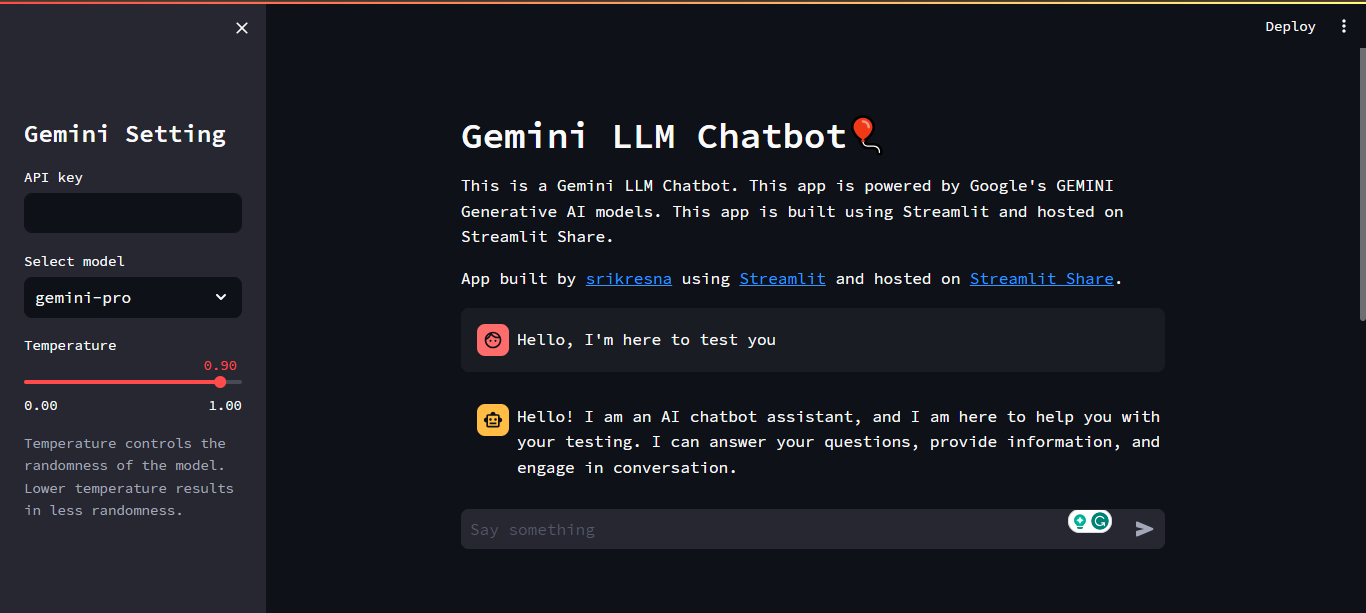 Deploy
Gemini Setting
API key
Select model
gemini-pro
Temperature
0.90
0.00 1.00
Temperature controls the
randomness of the model.
Lower temperature results
in less randomness.
Gemini LLM Chatbot🎈
This is a Gemini LLM Chatbot. This app is powered by Google's GEMINI
Generative AI models. This app is built using Streamlit and hosted on
Streamlit Share.
App built by srikresna using Streamlit and hosted on Streamlit Share.
Hello, I'm here to test you
Hello! I am an AI chatbot assistant, and I am here to help you with
your testing. I can answer your questions, provide information, and
engage in conversation.
Say something